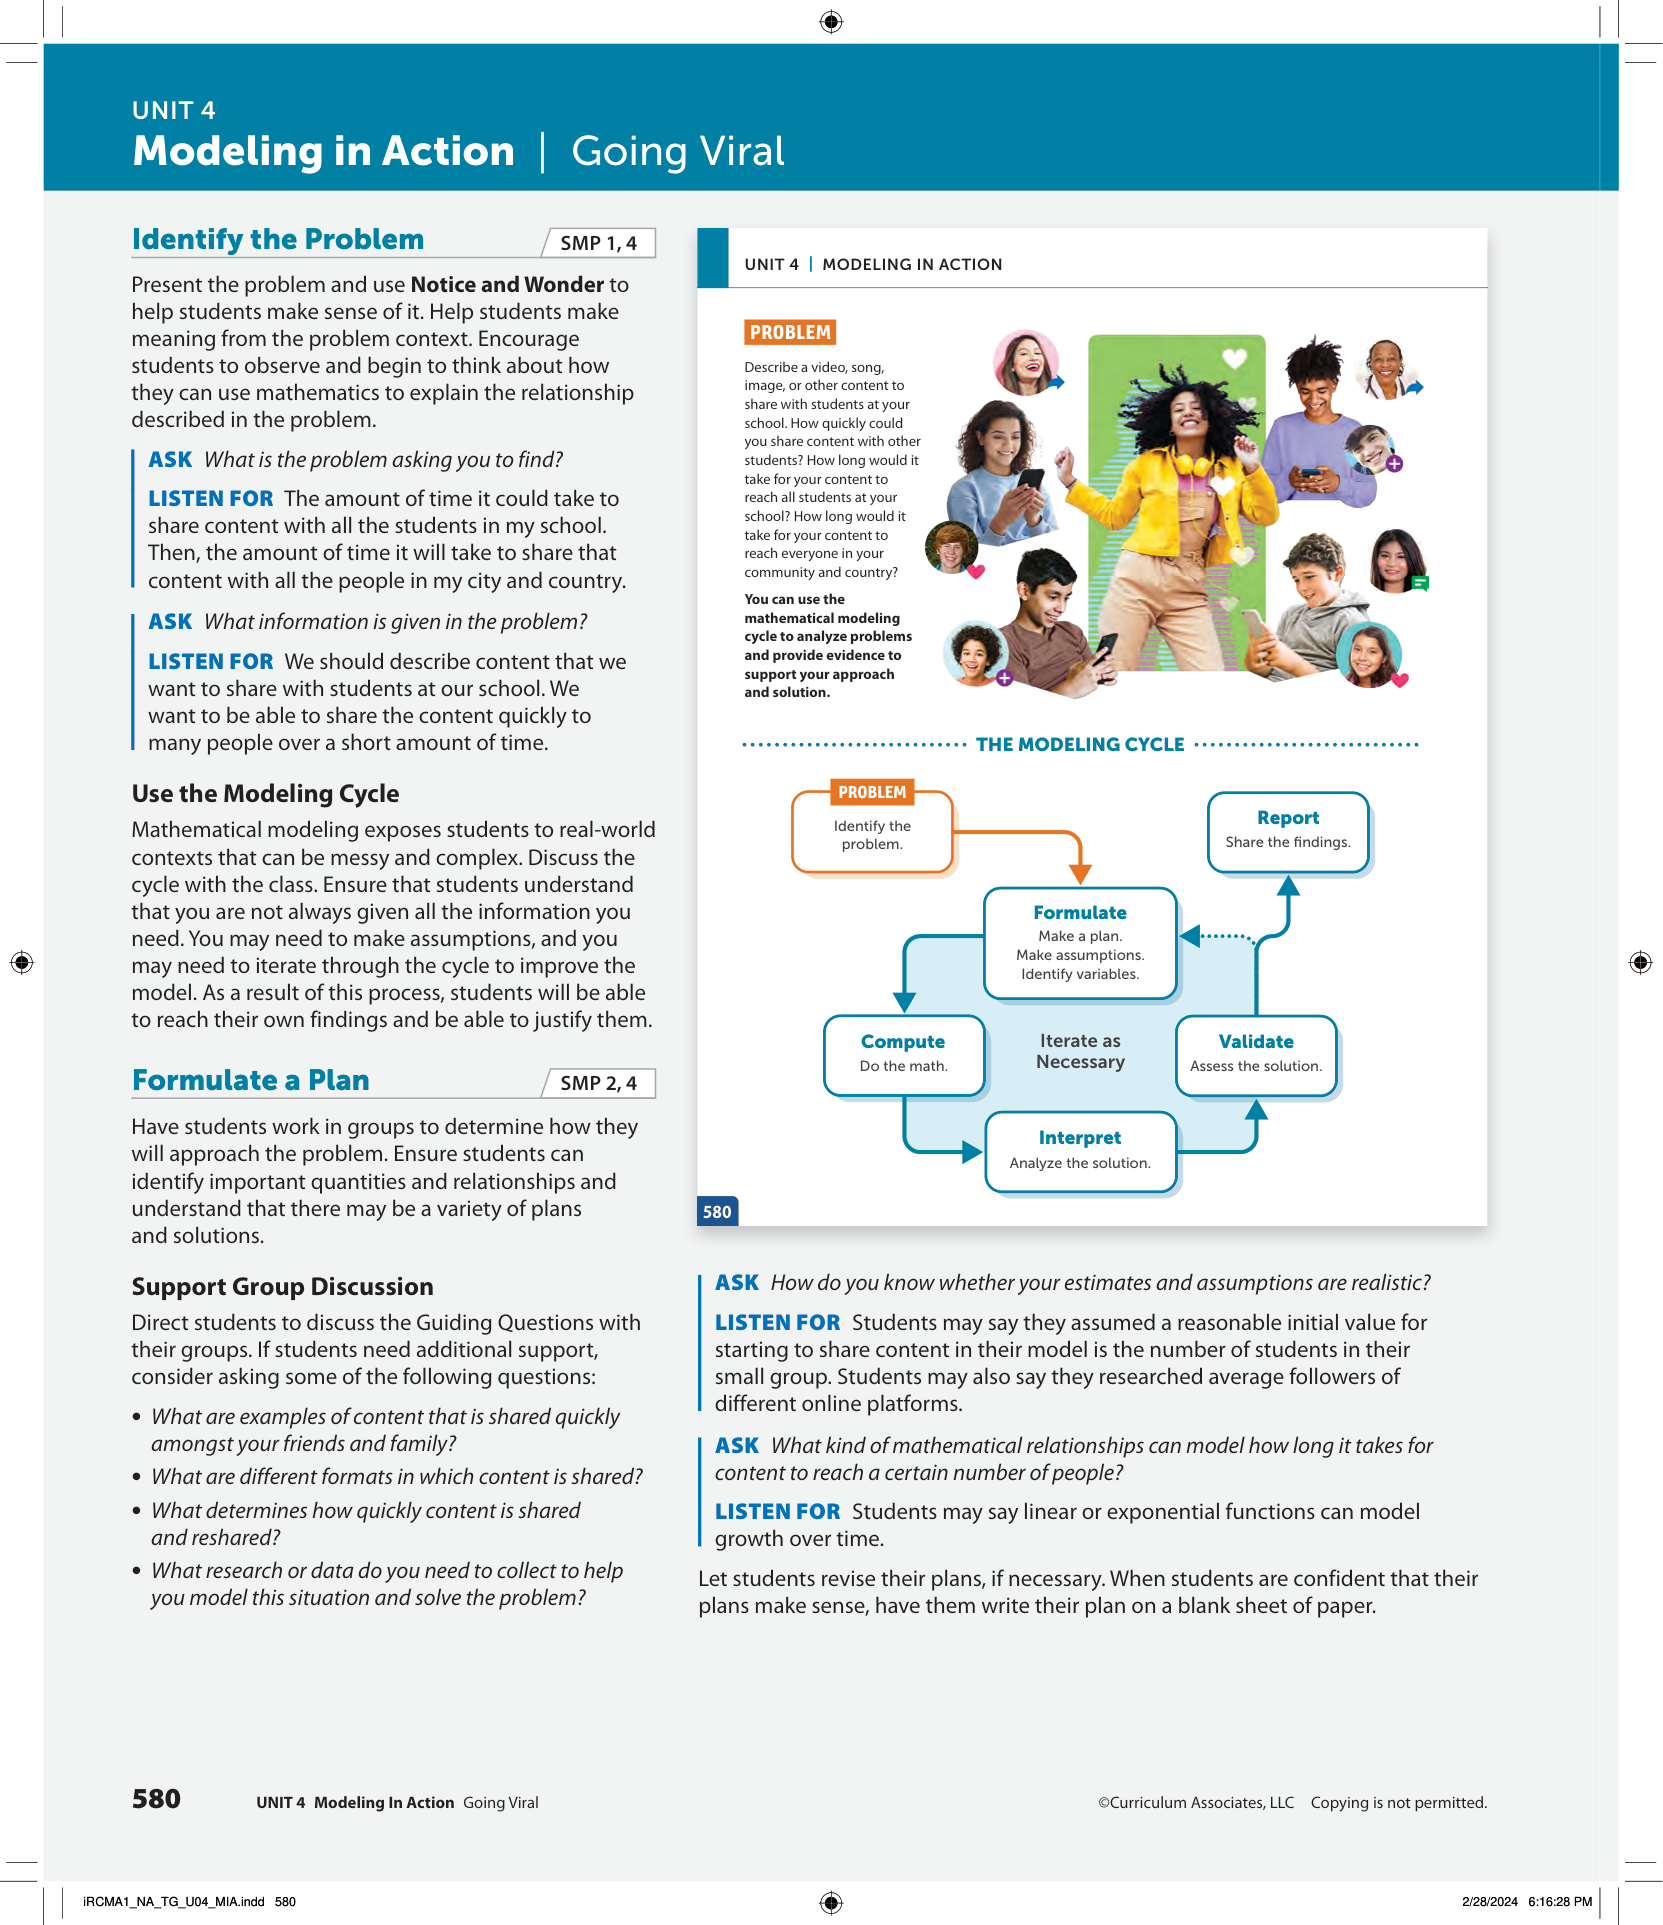 UNIT 4
Modeling in Action | Going Viral
Identify the Problem
SMP 1, 4
Present the problem and use Notice and Wonder to
help students make sense of it. Help students make
meaning from the problem context. Encourage
students to observe and begin to think about how
they can use mathematics to explain the relationship
described in the problem.
ASK What is the problem asking you to find?
LISTEN FOR The amount of time it could take to
share content with all the students in my school.
Then, the amount of time it will take to share that
content with all the people in my city and country.
ASK What information is given in the problem?
LISTEN FOR We should describe content that we
want to share with students at our school. We
want to be able to share the content quickly to
many people over a short amount of time.
Use the Modeling Cycle
Mathematical modeling exposes students to real-world
contexts that can be messy and complex. Discuss the
cycle with the class. Ensure that students understand
that you are not always given all the information you
need. You may need to make assumptions, and you
may need to iterate through the cycle to improve the
model. As a result of this process, students will be able
to reach their own findings and be able to justify them.
Formulate a Plan
SMP 2, 4
Have students work in groups to determine how they
will approach the problem. Ensure students can
identify important quantities and relationships and
understand that there may be a variety of plans
and solutions.
Support Group Discussion
Direct students to discuss the Guiding Questions with
their groups. If students need additional support,
consider asking some of the following questions:
• What are examples of content that is shared quickly
amongst your friends and family?
• What are different formats in which content is shared?
• What determines how quickly content is shared
and reshared?
• What research or data do you need to collect to help
you model this situation and solve the problem?
UNIT 4 | MODELING IN ACTION
PROBLEM
Describe a video, song,
image, or other content to
share with students at your
school. How quickly could
you share content with other
students? How long would it
take for your content to
reach all students at your
school? How long would it
take for your content to
reach everyone in your
community and country?
You can use the
mathematical modeling
cycle to analyze problems
and provide evidence to
support your approach
and solution.
THE MODELING CYCLE
PROBLEM
Identify the
problem.
Report
Share the findings.
Formulate
Make a plan.
Make assumptions.
Identify variables.
Compute
Do the math.
Iterate as
Necessary
Validate
Assess the solution.
Interpret
Analyze the solution.
580
ASK How do you know whether your estimates and assumptions are realistic?
LISTEN FOR Students may say they assumed a reasonable initial value for
starting to share content in their model is the number of students in their
small group. Students may also say they researched average followers of
different online platforms.
ASK What kind of mathematical relationships can model how long it takes for
content to reach a certain number of people?
LISTEN FOR Students may say linear or exponential functions can model
growth over time.
Let students revise their plans, if necessary. When students are confident that their
plans make sense, have them write their plan on a blank sheet of paper.
580 UNIT 4 Modeling In Action Going Viral
©Curriculum Associates, LLC Copying is not permitted.
iRCMA1_NA_TG_U04_MIA.indd 580
2/28/2024 6:16:28 PM